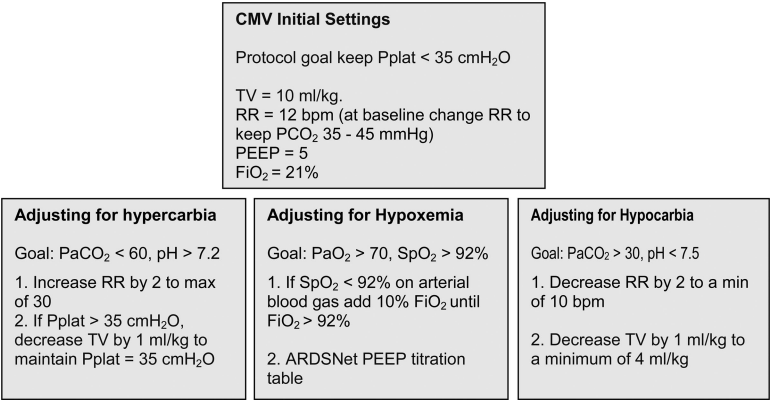 CMV Initial Settings
Protocol goal keep Pplat < 35 cmH₂O
TV = 10 ml/kg.
RR = 12 bpm (at baseline change RR to
keep PCO₂ 35 - 45 mmHg)
PEEP = 5
FiO₂ = 21%
Adjusting for hypercarbia
Goal: PaCO₂ < 60, pH > 7.2
1. Increase RR by 2 to max
of 30
2. If Pplat > 35 cmH₂O,
decrease TV by 1 ml/kg to
maintain Pplat = 35 cmH₂O
Adjusting for Hypoxemia
Goal: PaO₂ > 70, SpO₂ > 92%
1. If SpO₂ < 92% on arterial
blood gas add 10% FiO₂ until
FiO₂ > 92%
2. ARDSNet PEEP titration
table
Adjusting for Hypocarbia
Goal: PaCO₂ > 30, pH < 7.5
1. Decrease RR by 2 to a min
of 10 bpm
2. Decrease TV by 1 ml/kg to
a minimum of 4 ml/kg